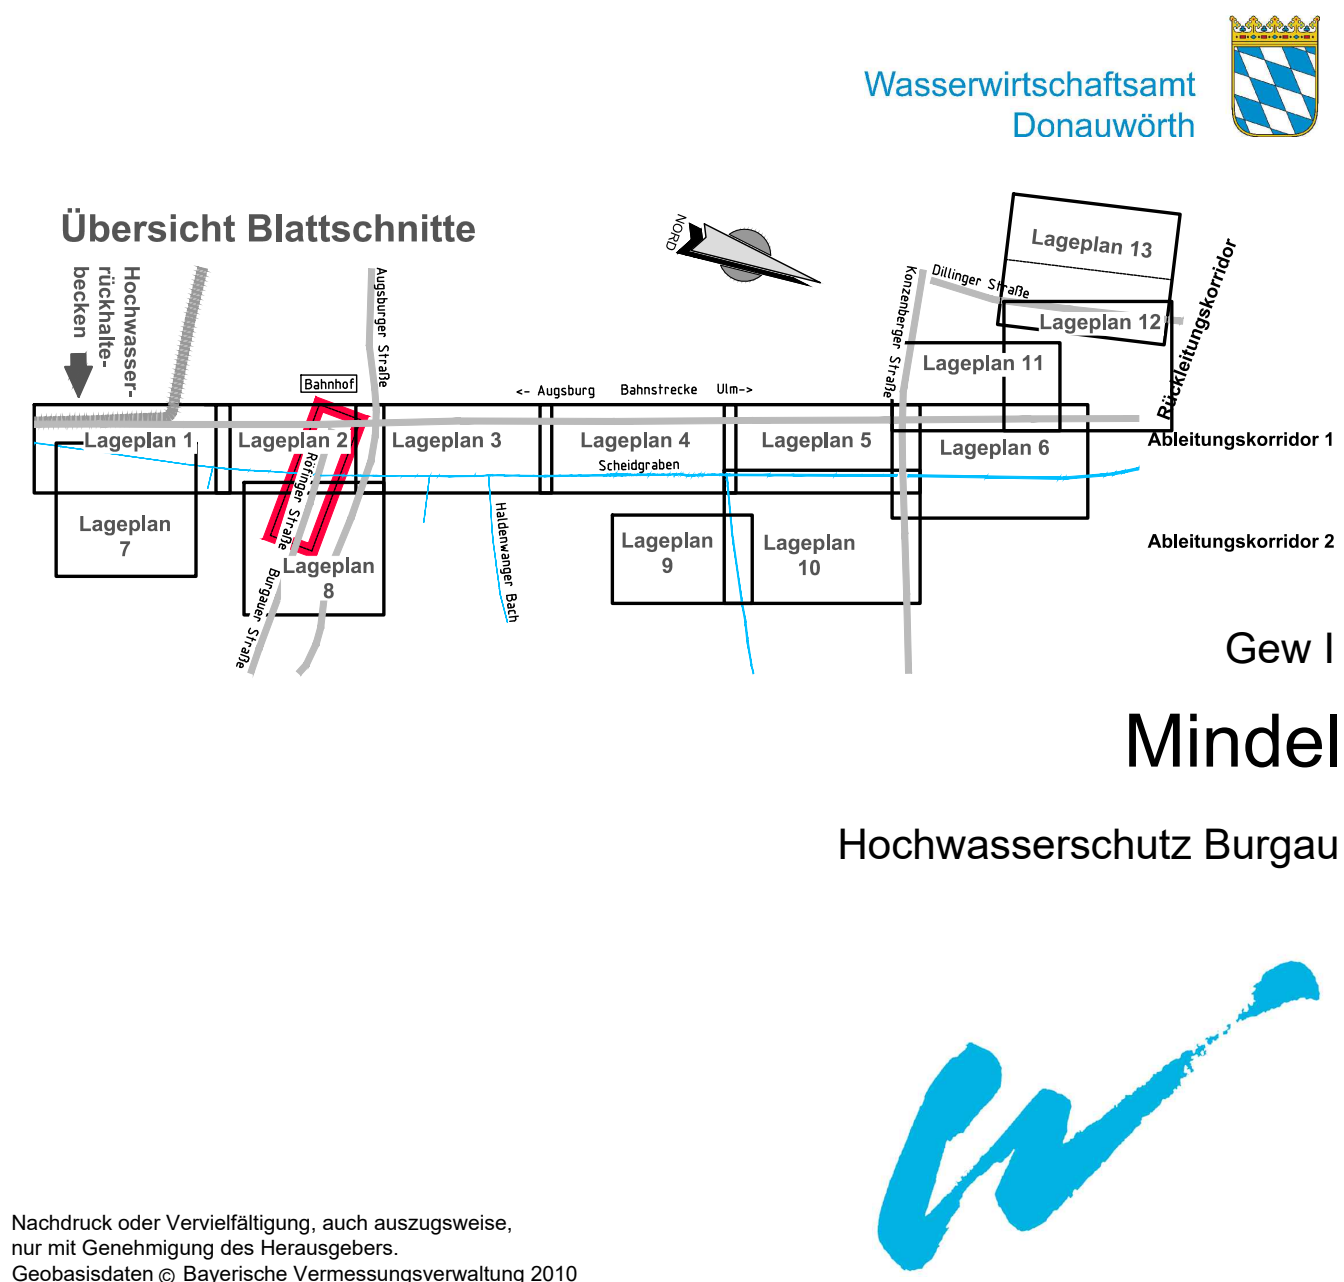 Wasserwirtschaftsamt
Donauwörth
Übersicht Blattschnitte
NORD
Hochwasser-
rückhalte-
becken
Augsburger Straße
Konzenberger Straße
Dillinger Straße
Lageplan 13
Rückleitungskorridor
Lageplan 12
Lageplan 11
Bahnhof
<- Augsburg Bahnstrecke Ulm->
Lageplan 1
Lageplan 2
Lageplan 3
Lageplan 4
Lageplan 5
Lageplan 6
Ableitungskorridor 1
Scheidgraben
Röfinger Straße
Haldenwanger Bach
Lageplan
7
Lageplan
8
Lageplan
9
Lageplan
10
Ableitungskorridor 2
Burgauer Straße
Gew I
Mindel
Hochwasserschutz Burgau
Nachdruck oder Vervielfältigung, auch auszugsweise,
nur mit Genehmigung des Herausgebers.
Geobasisdaten © Bayerische Vermessungsverwaltung 2010